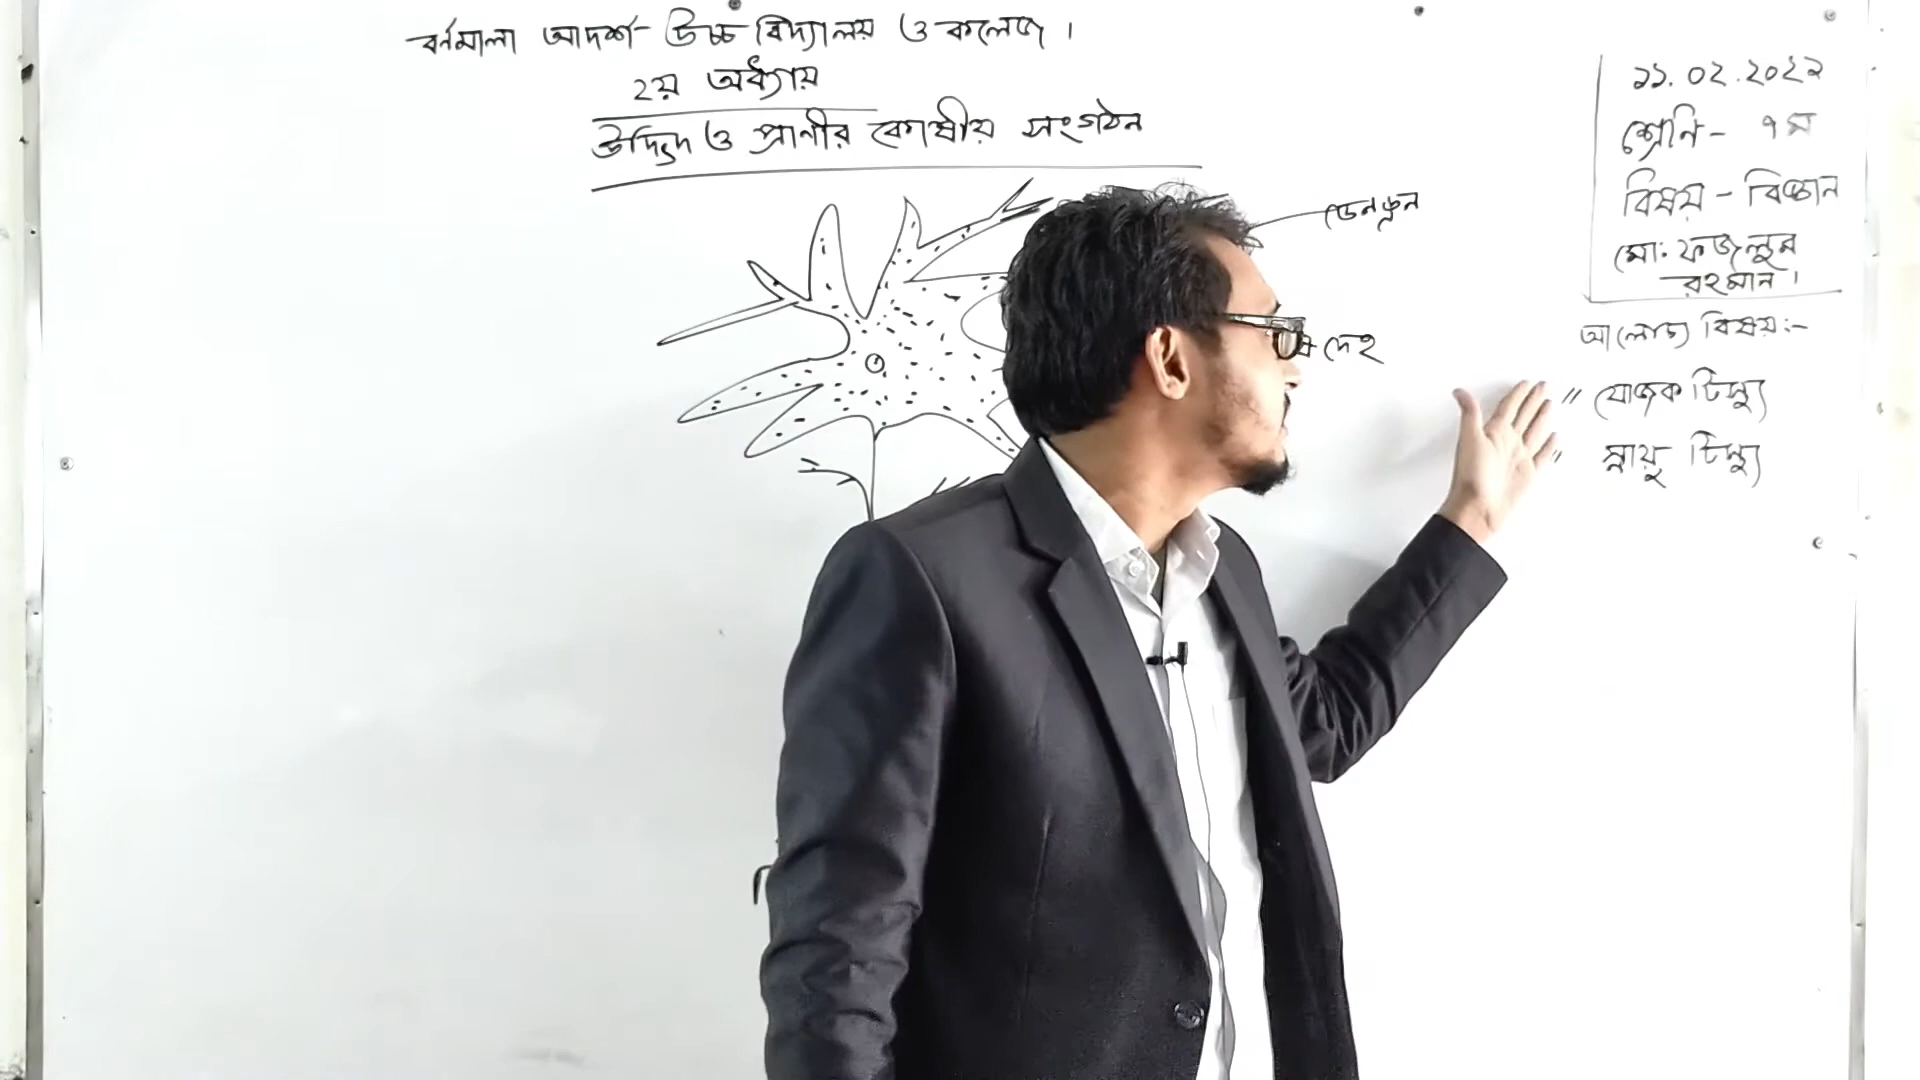 বর্নমালা আদর্শ উচ্চ বিদ্যালয় ও কলেজ।
২য় অধ্যায়
উদ্ভিদ ও প্রাণীর কোষীয় সংগঠন
ডেনড্রন
দেহ
১১.০২.২০২২
শ্রেনি - ৭ম
বিষয় - বিজ্ঞান
মো: ফজলুর
রহমান।
আলোচ্য বিষয়:-
" যোজক টিস্যু
" স্নায়ু টিস্যু